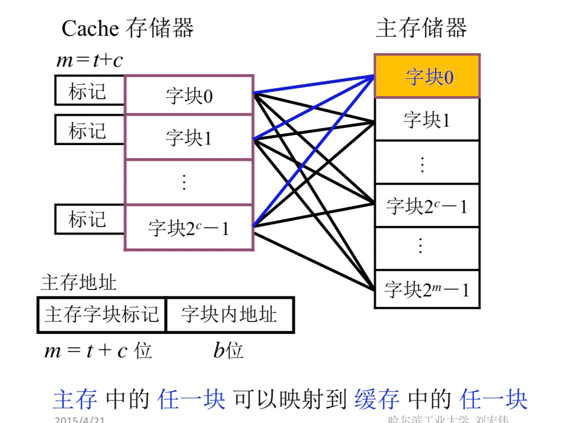 Cache 存储器
主存储器
m = t+c
标记
字块0
标记
字块1
⋮
标记
字块2ᶜ-1
字块0
字块1
⋮
字块2ᶜ-1
⋮
字块2ᵐ-1
主存地址
主存字块标记 字块内地址
m = t + c 位 b位
主存 中的 任一块 可以映射到 缓存 中的 任一块
2015/4/21 哈尔滨工业大学 刘宏伟